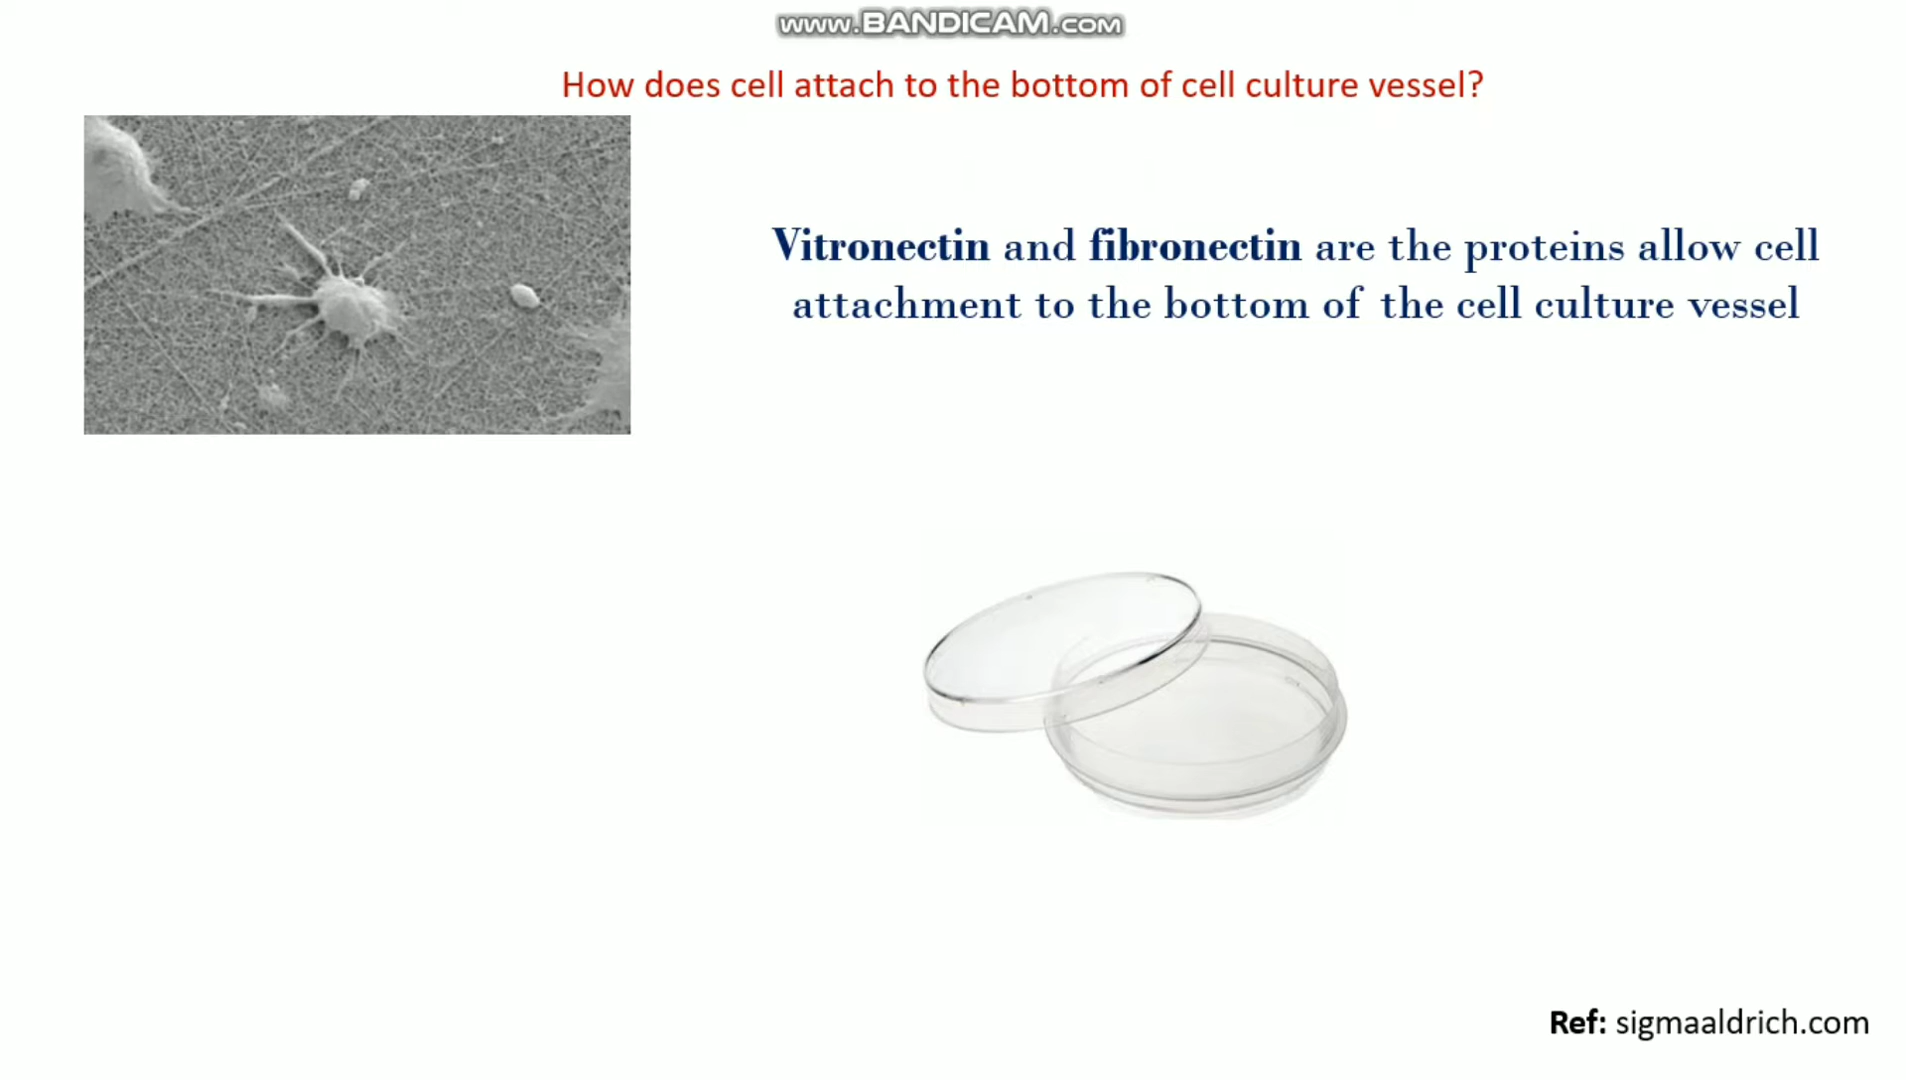 www.BANDICAM.com
How does cell attach to the bottom of cell culture vessel?
Vitronectin and fibronectin are the proteins allow cell
attachment to the bottom of the cell culture vessel
Ref: sigmaaldrich.com